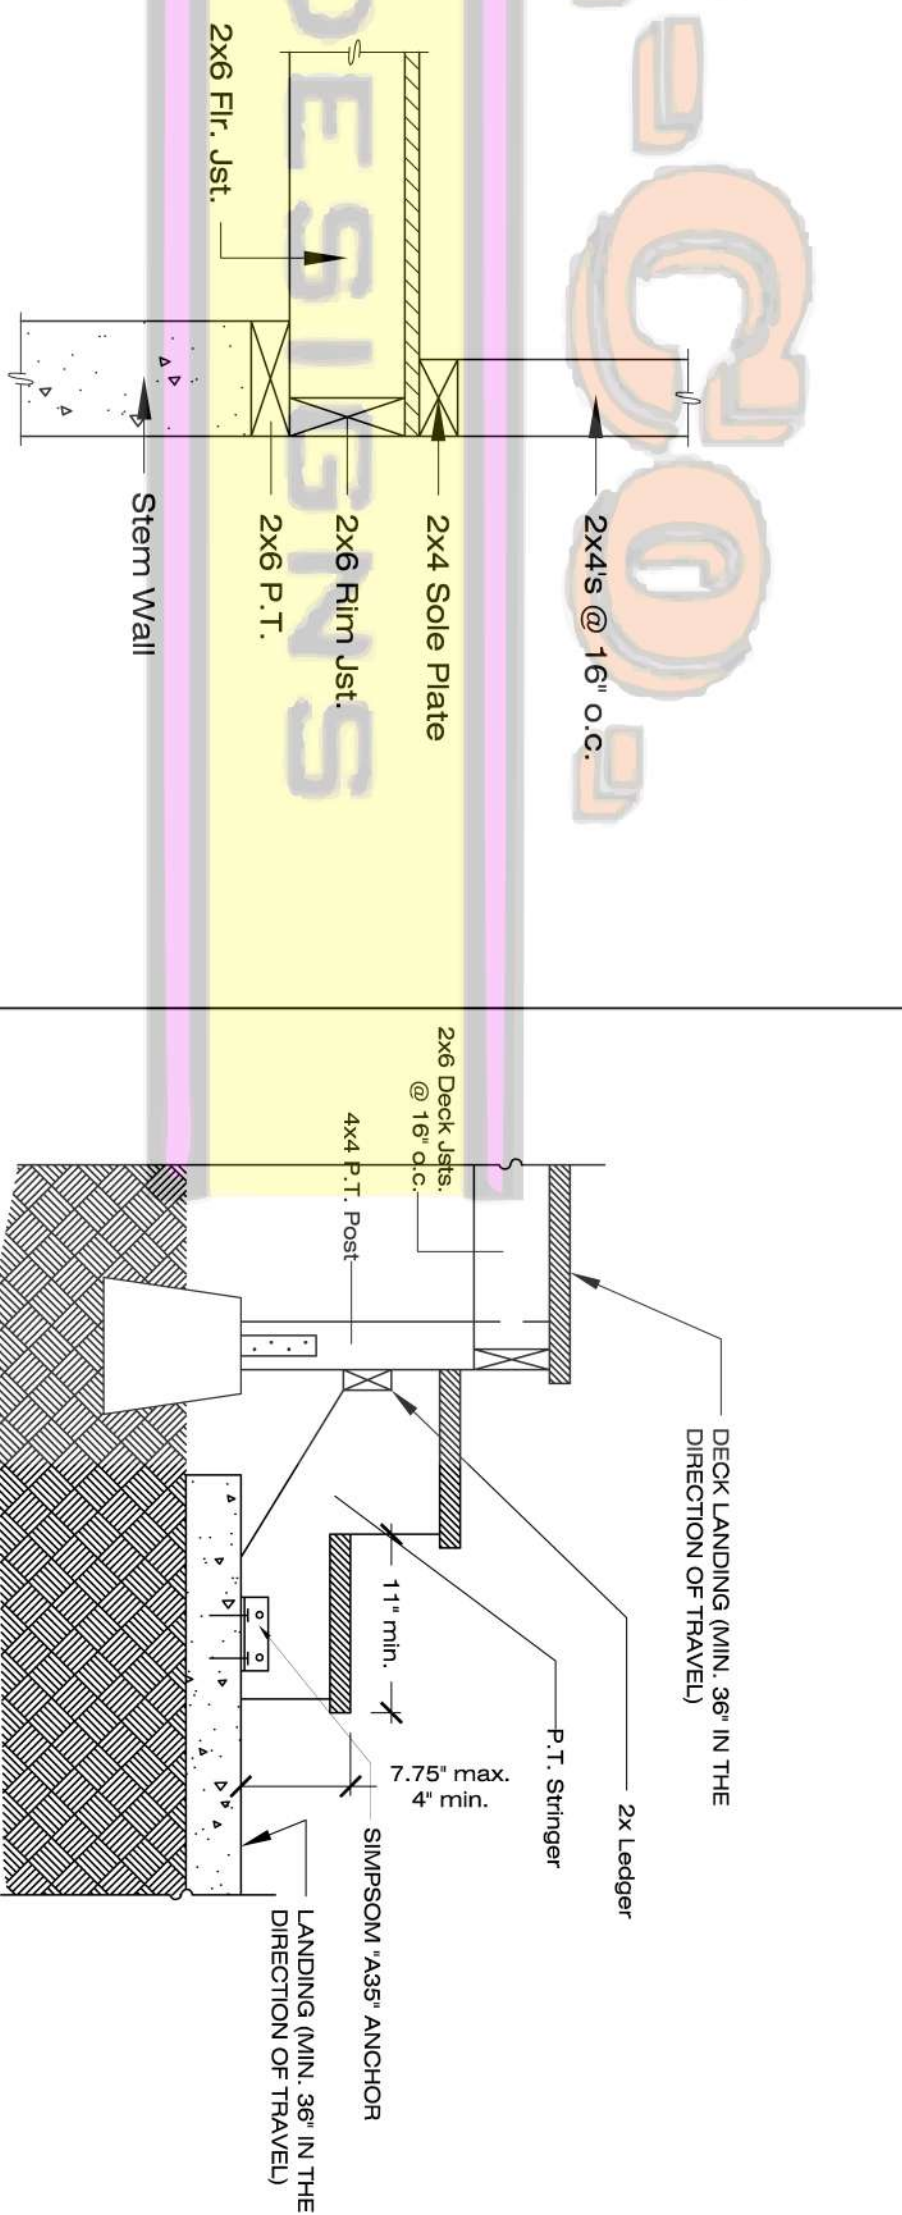 2x4's @ 16" o.c.
2x4 Sole Plate
2x6 Rim Jst.
2x6 P.T.
Stem Wall
2x6 Flr. Jst.
-CO-
DESIGNS
DECK LANDING (MIN. 36" IN THE
DIRECTION OF TRAVEL)
2x Ledger
P.T. Stringer
2x6 Deck Jsts.
@ 16" o.c.
4x4 P.T. Post
11" min.
7.75" max.
4" min.
SIMPSOM "A35" ANCHOR
LANDING (MIN. 36" IN THE
DIRECTION OF TRAVEL)